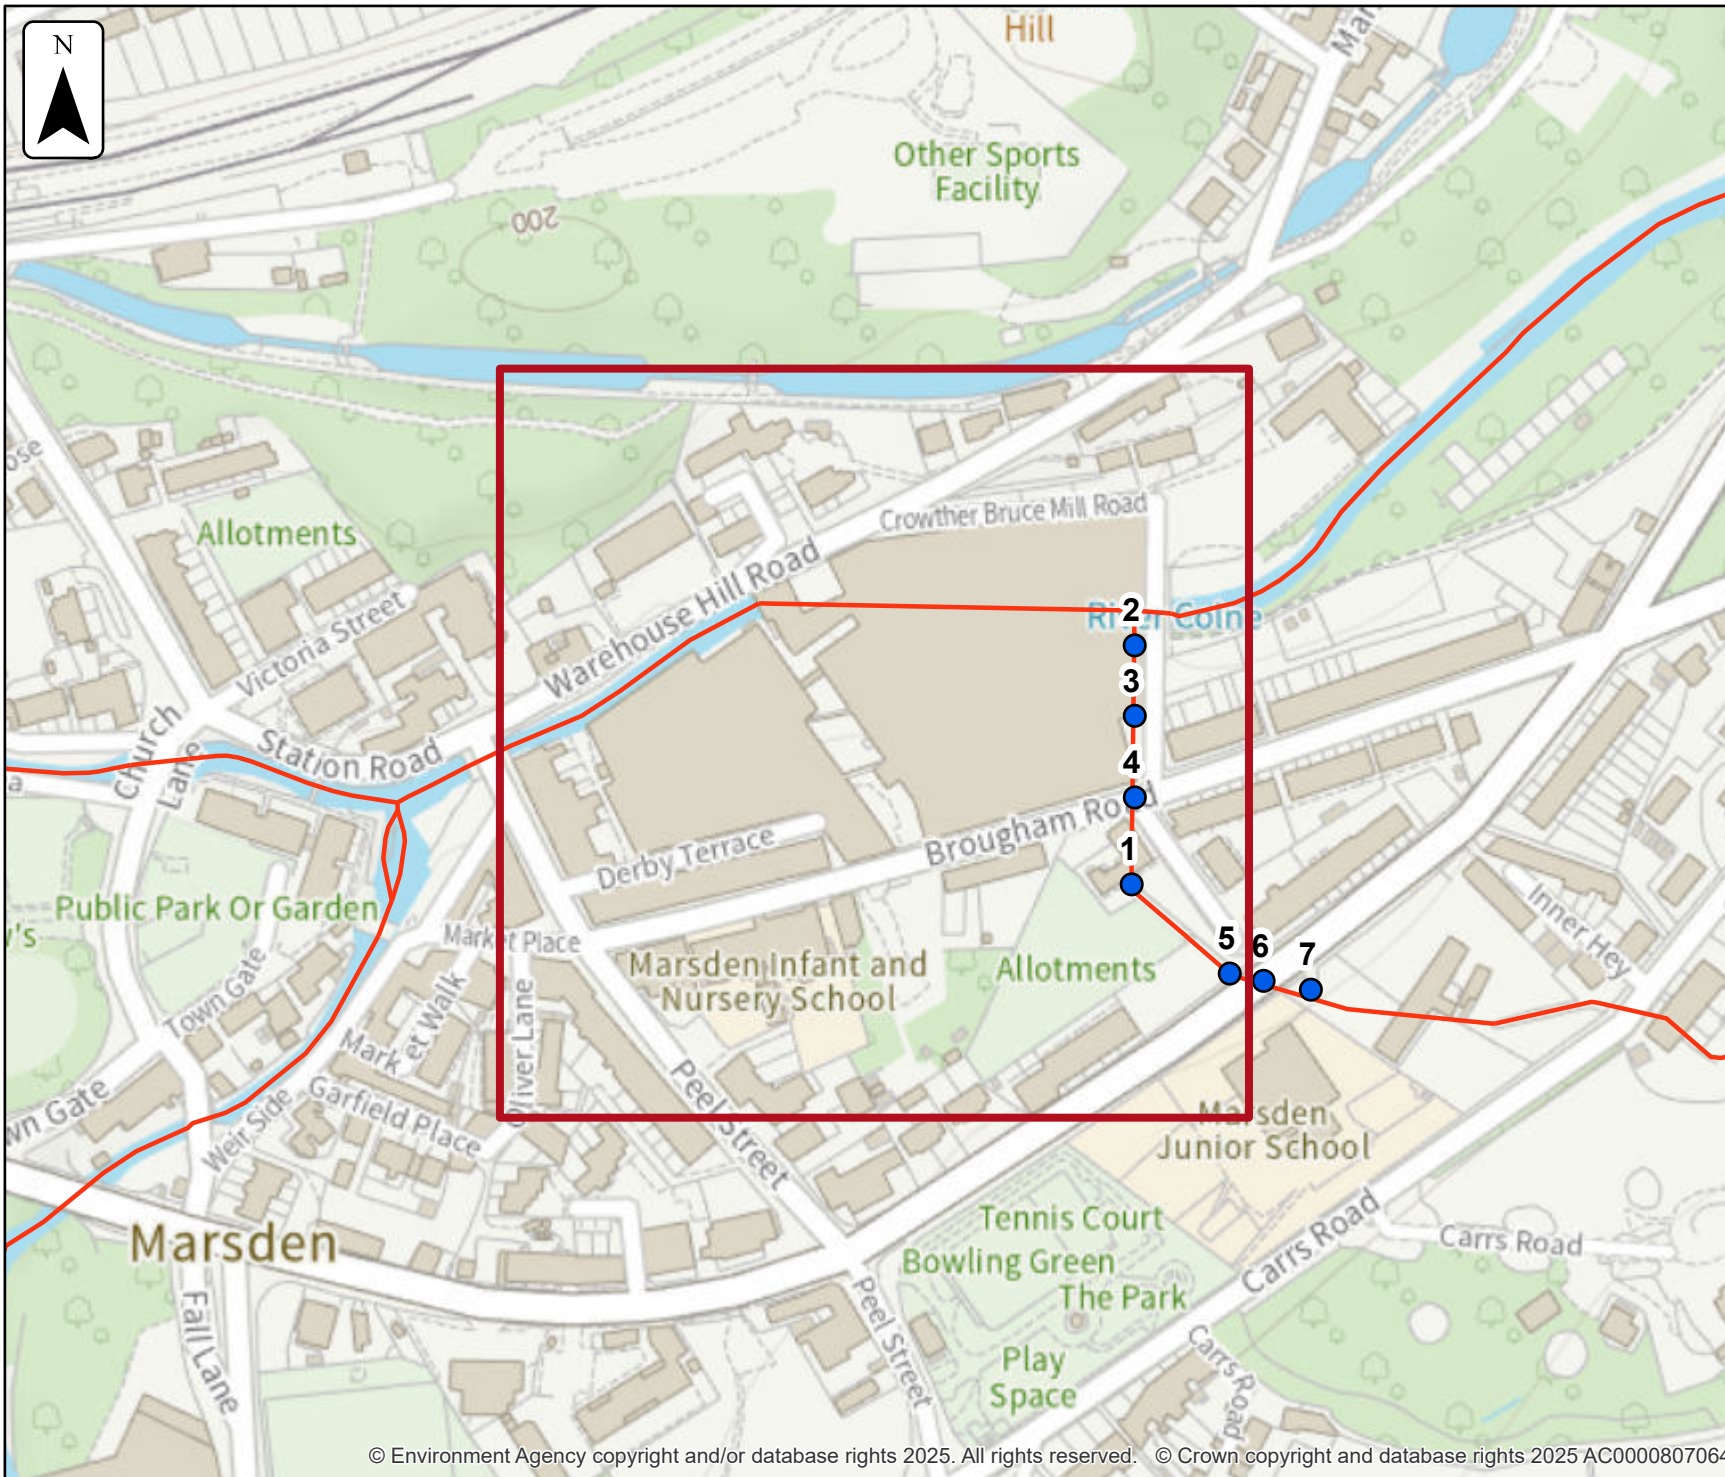 N
Hill
Other Sports
Facility
200
Allotments
Crowther Bruce Mill Road
Warehouse Hill Road
Victoria Street
River Colne
2
3
4
1
5
6
7
Church
Lane
Station Road
Brougham Road
Derby Terrace
Public Park Or Garden
Market Place
Marsden Infant and
Nursery School
Allotments
Inner Hey
Town Gate
Market Walk
Oliver Lane
Garfield Place
Weir Side
Peel Street
Marsden
Junior School
Marsden
Tennis Court
Bowling Green
The Park
Carrs Road
Carrs Road
Fall Lane
Peel Street
Play
Space
Carrs Road
© Environment Agency copyright and/or database rights 2025. All rights reserved. © Crown copyright and database rights 2025 AC0000807064